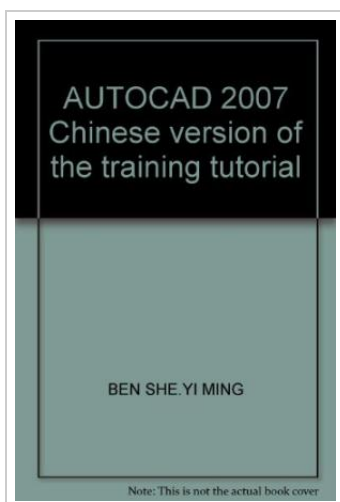 AUTOCAD 2007
Chinese version of
the training tutorial
BEN SHE.YI MING
Note: This is not the actual book cover